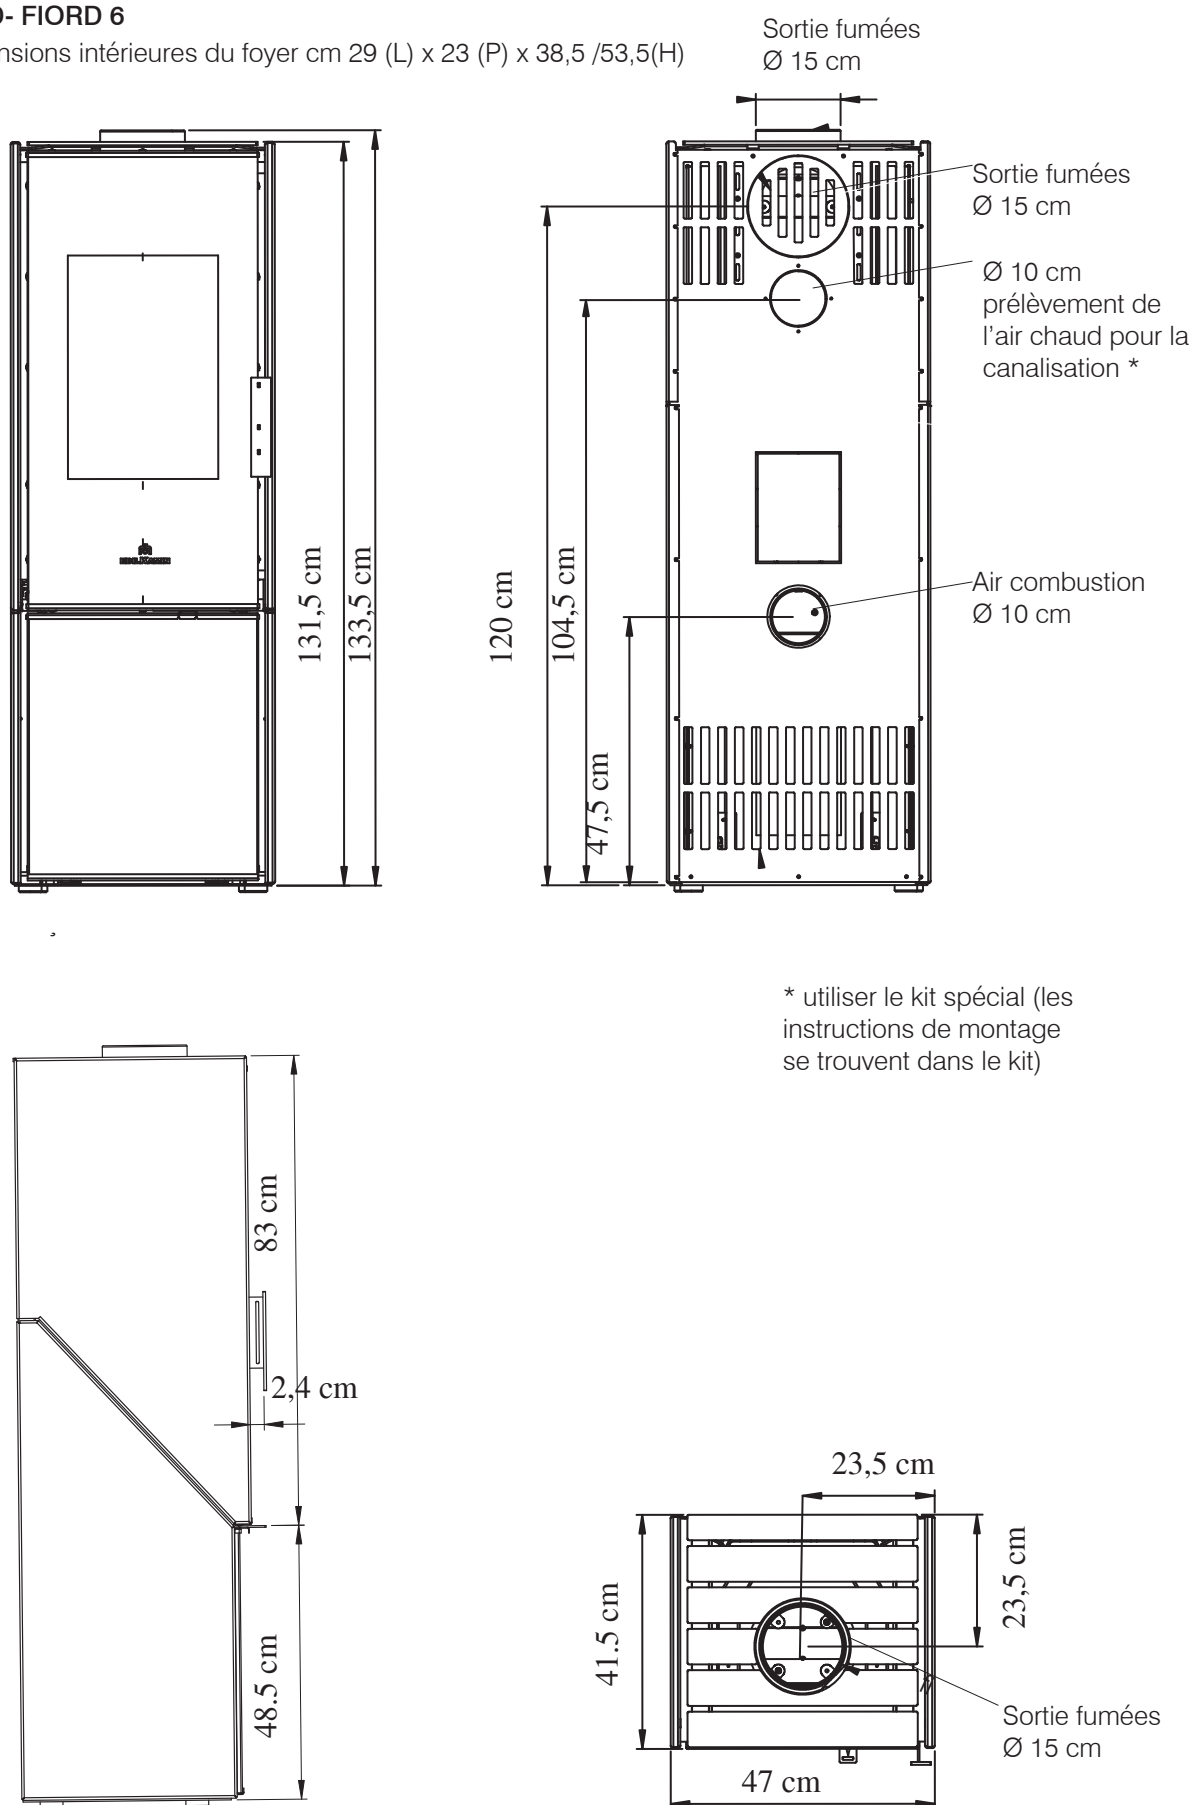 - FIORD 6
nsions intérieures du foyer cm 29 (L) x 23 (P) x 38,5 /53,5(H)
Sortie fumées
Ø 15 cm
Sortie fumées
Ø 15 cm
Ø 10 cm
prélèvement de
l’air chaud pour la
canalisation *
131,5 cm
133,5 cm
120 cm
104,5 cm
47,5 cm
Air combustion
Ø 10 cm
* utiliser le kit spécial (les
instructions de montage
se trouvent dans le kit)
83 cm
2,4 cm
48.5 cm
23,5 cm
23,5 cm
41.5 cm
47 cm
Sortie fumées
Ø 15 cm